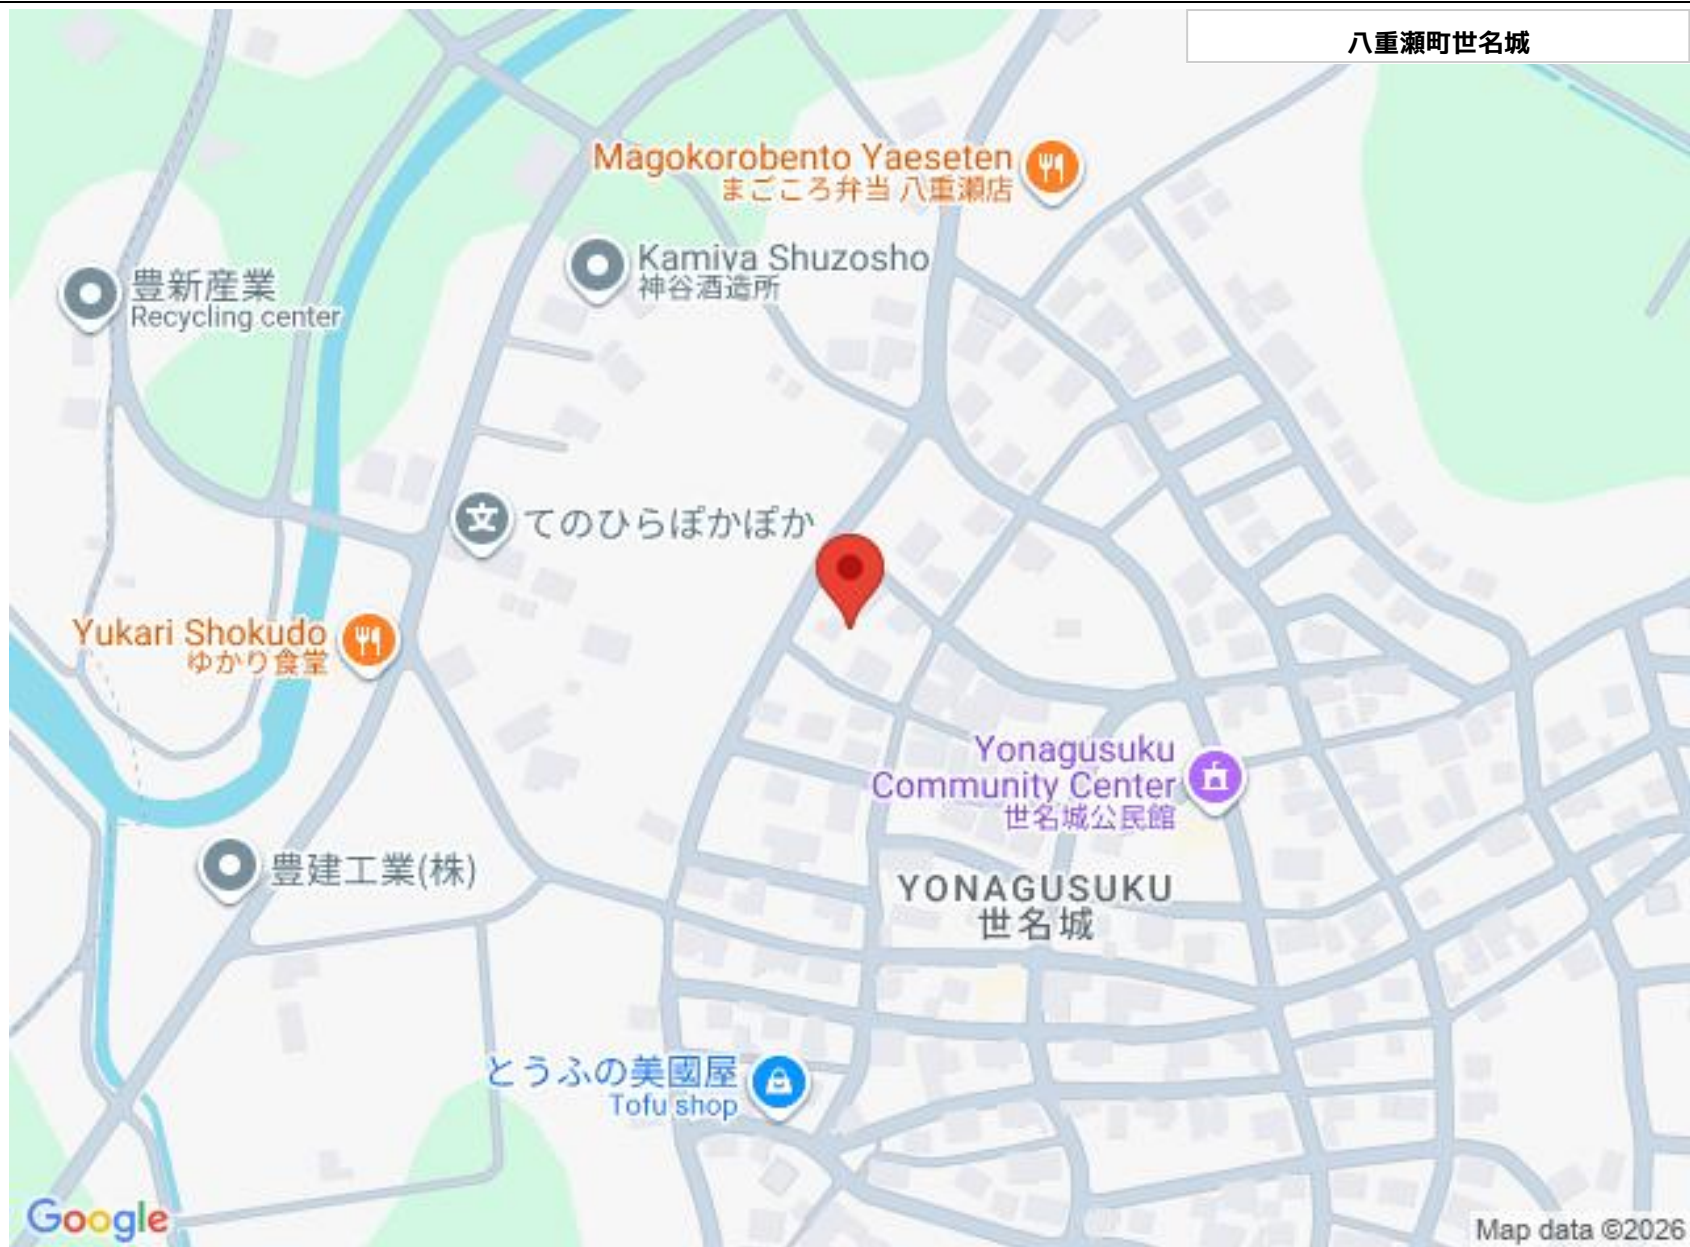 八重瀬町世名城
Magokorobento Yaeseten
まごころ弁当 八重瀬店
Kamiya Shuzosho
神谷酒造所
豊新産業
Recycling center
てのひらぽかぽか
Yukari Shokudo
ゆかり食堂
Yonagusuku
Community Center
世名城公民館
豊建工業(株)
YONAGUSUKU
世名城
とうふの美國屋
Tofu shop
Google
Map data ©2026